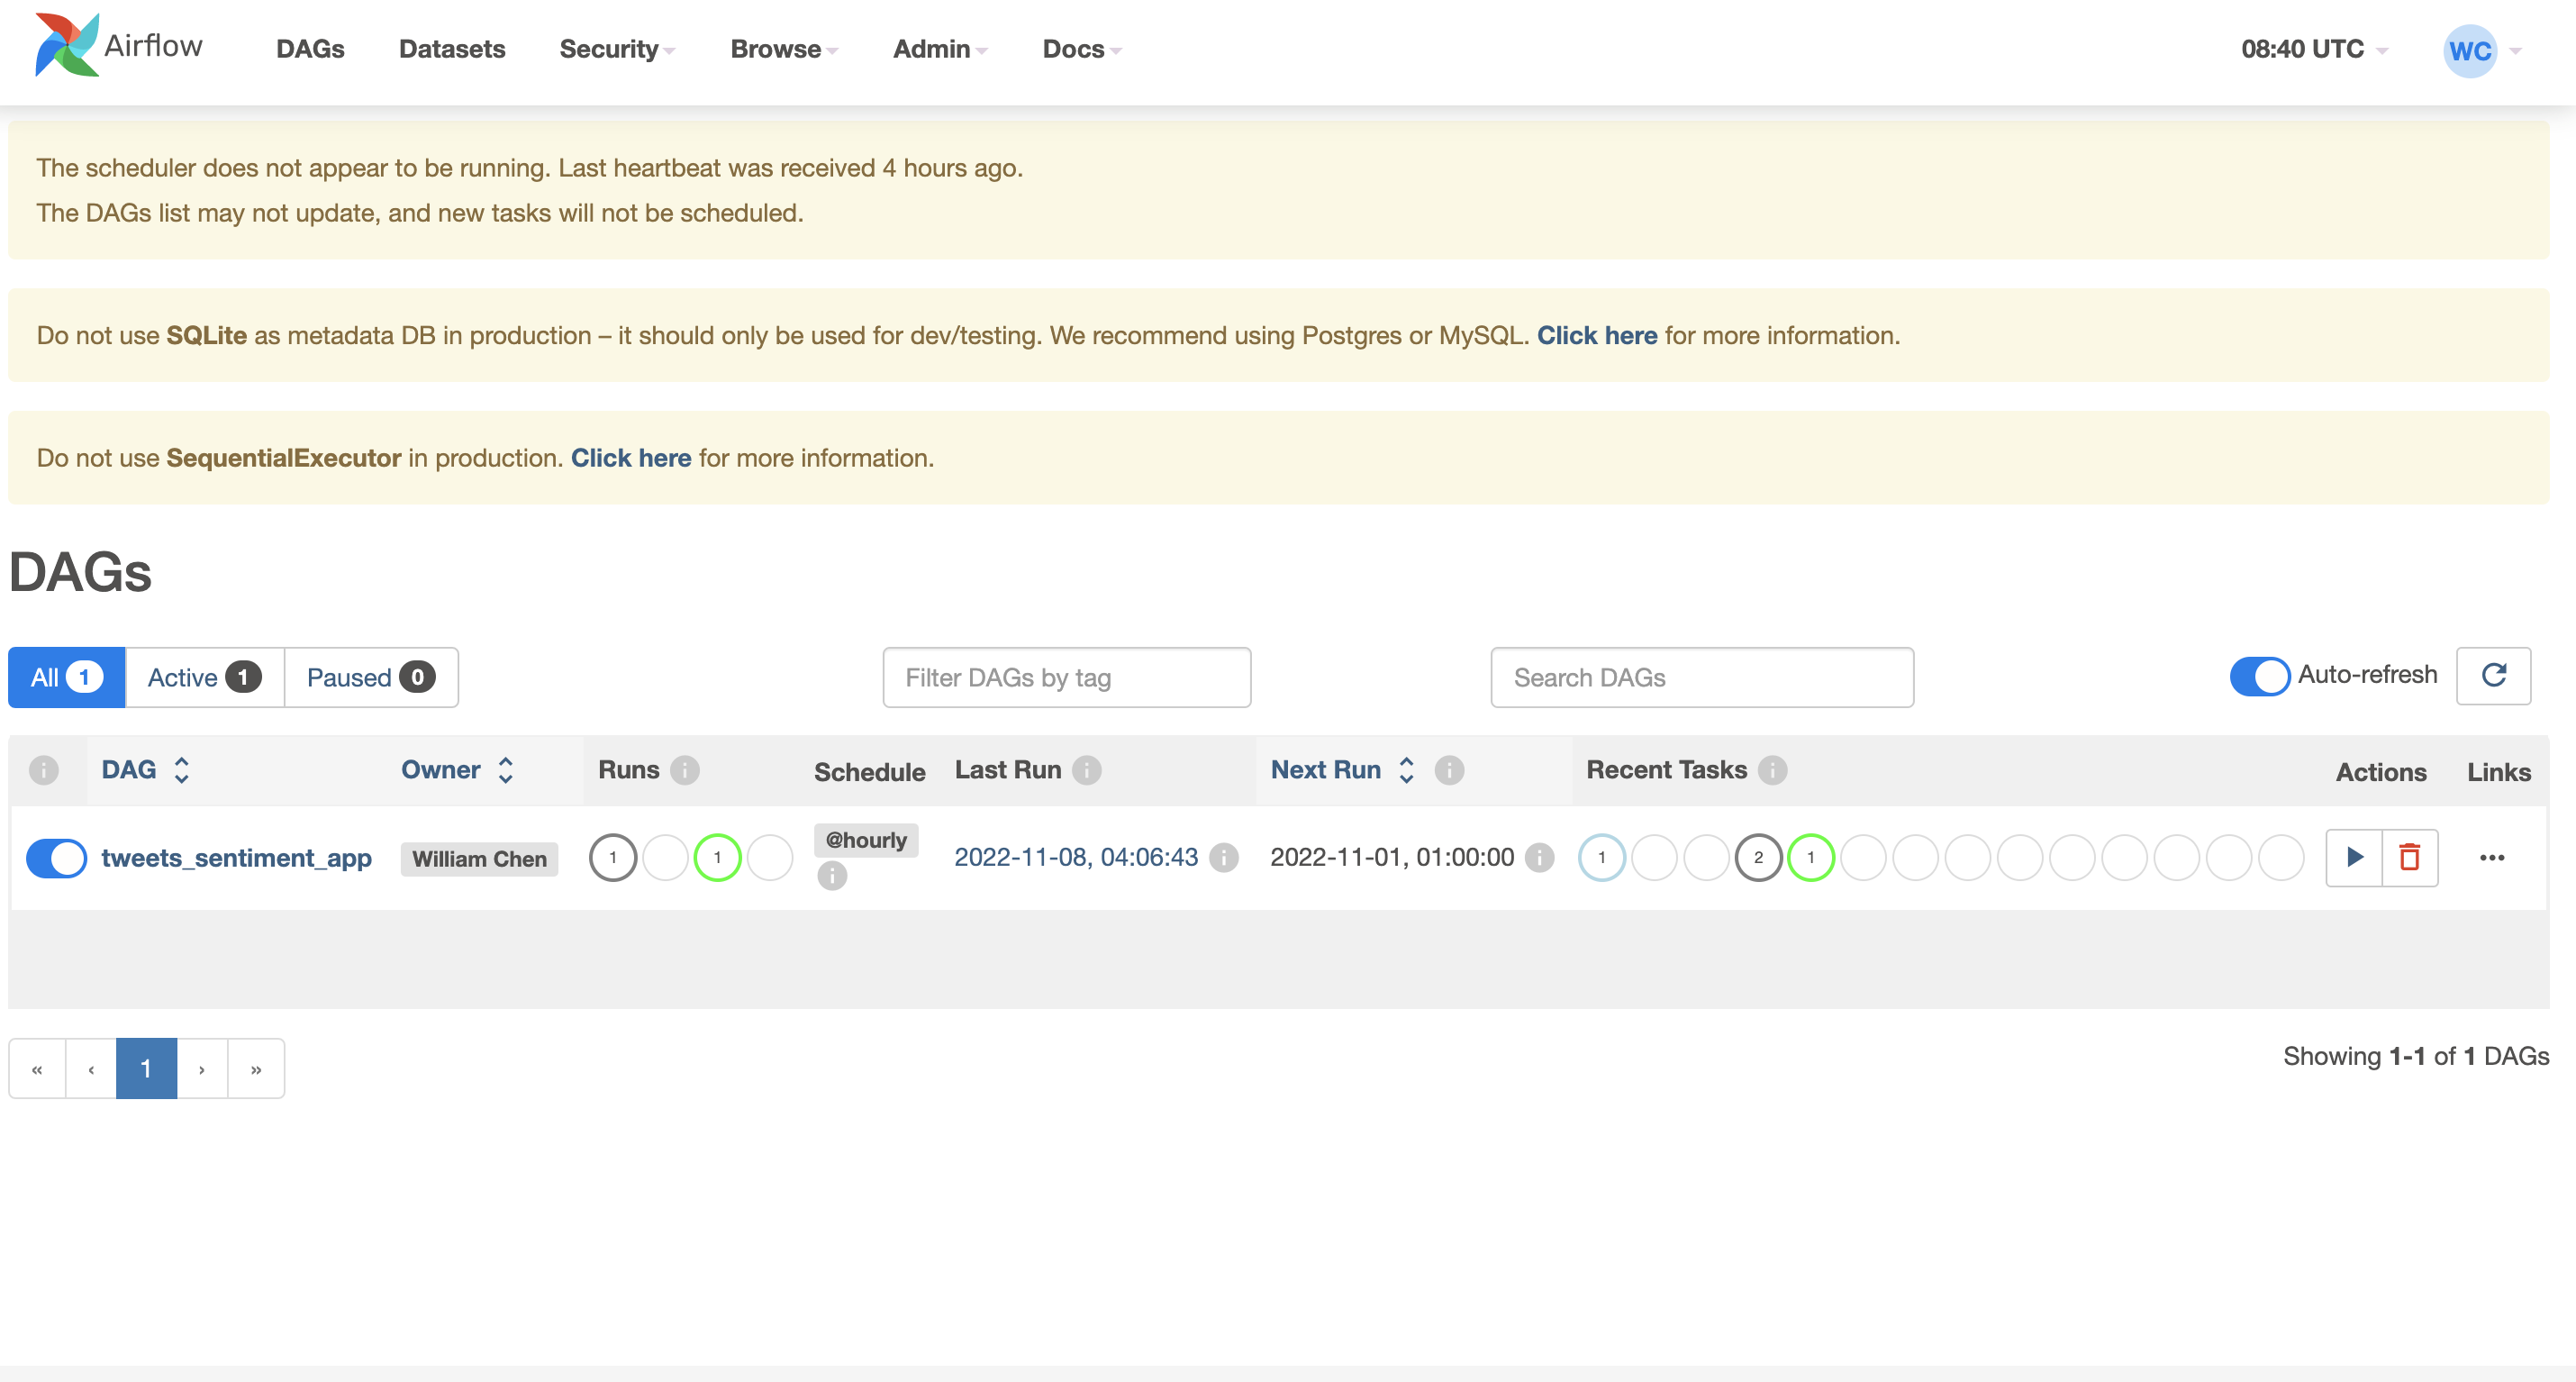 Airflow DAGs Datasets Security Browse Admin Docs 08:40 UTC WC
The scheduler does not appear to be running. Last heartbeat was received 4 hours ago.
The DAGs list may not update, and new tasks will not be scheduled.
Do not use SQLite as metadata DB in production – it should only be used for dev/testing. We recommend using Postgres or MySQL. Click here for more information.
Do not use SequentialExecutor in production. Click here for more information.
DAGs
All 1 Active 1 Paused 0 Filter DAGs by tag Search DAGs Auto-refresh
i DAG Owner Runs i Schedule Last Run i Next Run i Recent Tasks i Actions Links
tweets_sentiment_app William Chen 1 1 @hourly i 2022-11-08, 04:06:43 i 2022-11-01, 01:00:00 i 1 2 1 •••
« ‹ 1 › » Showing 1-1 of 1 DAGs